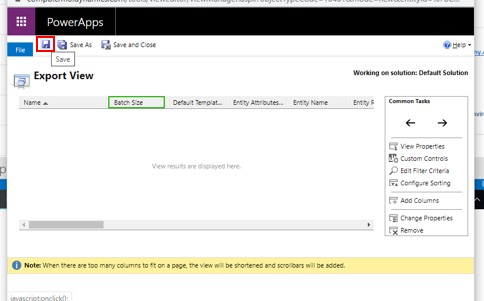 PowerApps
File
Save As
Save and Close
Help
Save
Export View
Working on solution: Default Solution
Name
Batch Size
Default Templat...
Entity Attributes...
Entity Name
Entity R
Common Tasks
View results are displayed here.
View Properties
Custom Controls
Edit Filter Criteria
Configure Sorting
Add Columns
Change Properties
Remove
Note: When there are too many columns to fit on a page, the view will be shortened and scrollbars will be added.
javascript:onclick();